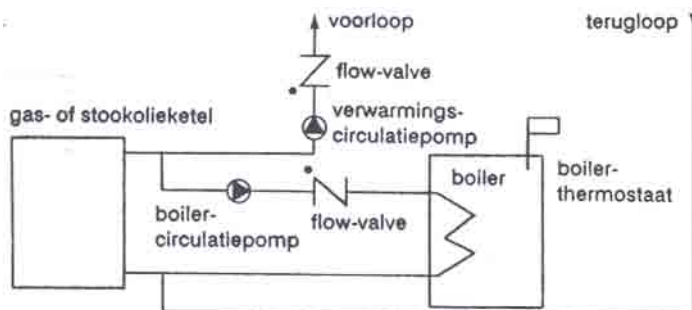 voorloop
terugloop
flow-valve
gas- of stookolieketel
verwarmings-
circulatiepomp
boiler
boiler-
thermostaat
boiler-
circulatiepomp
flow-valve